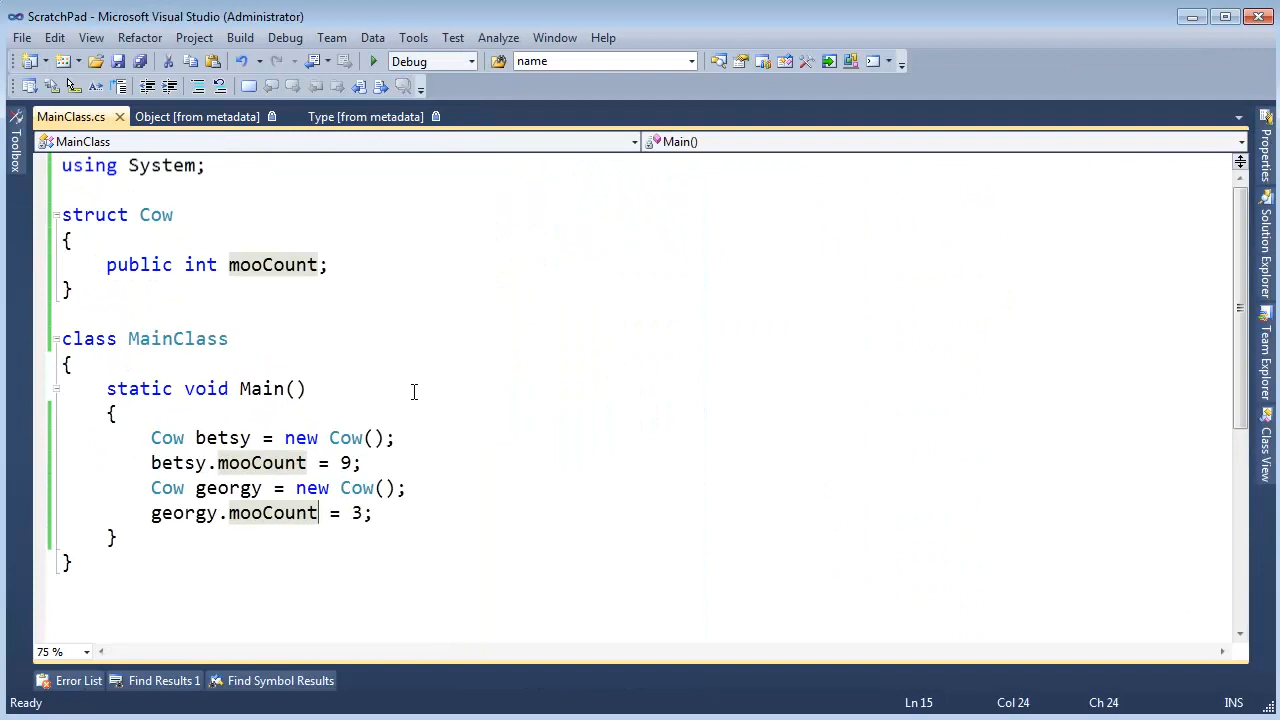 ScratchPad - Microsoft Visual Studio (Administrator)
File Edit View Refactor Project Build Debug Team Data Tools Test Analyze Window Help
Debug name
MainClass.cs Object [from metadata] Type [from metadata]
MainClass Main()
Toolbox
using System;
struct Cow
{
public int mooCount;
}
class MainClass
{
static void Main()
{
Cow betsy = new Cow();
betsy.mooCount = 9;
Cow georgy = new Cow();
georgy.mooCount = 3;
}
}
Properties
Solution Explorer
Team Explorer
Class View
75 %
Error List Find Results 1 Find Symbol Results
Ready Ln 15 Col 24 Ch 24 INS